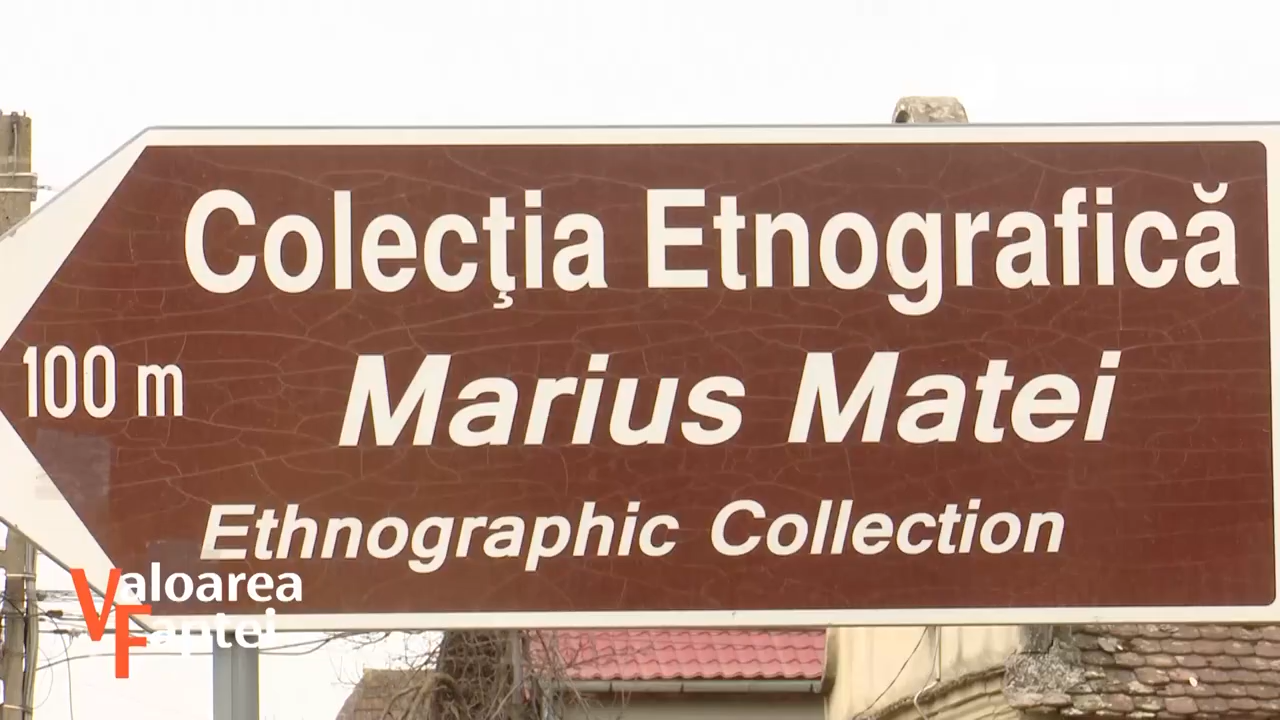 Colecţia Etnografică
100 m
Marius Matei
Ethnographic Collection
Valoarea
Faptei